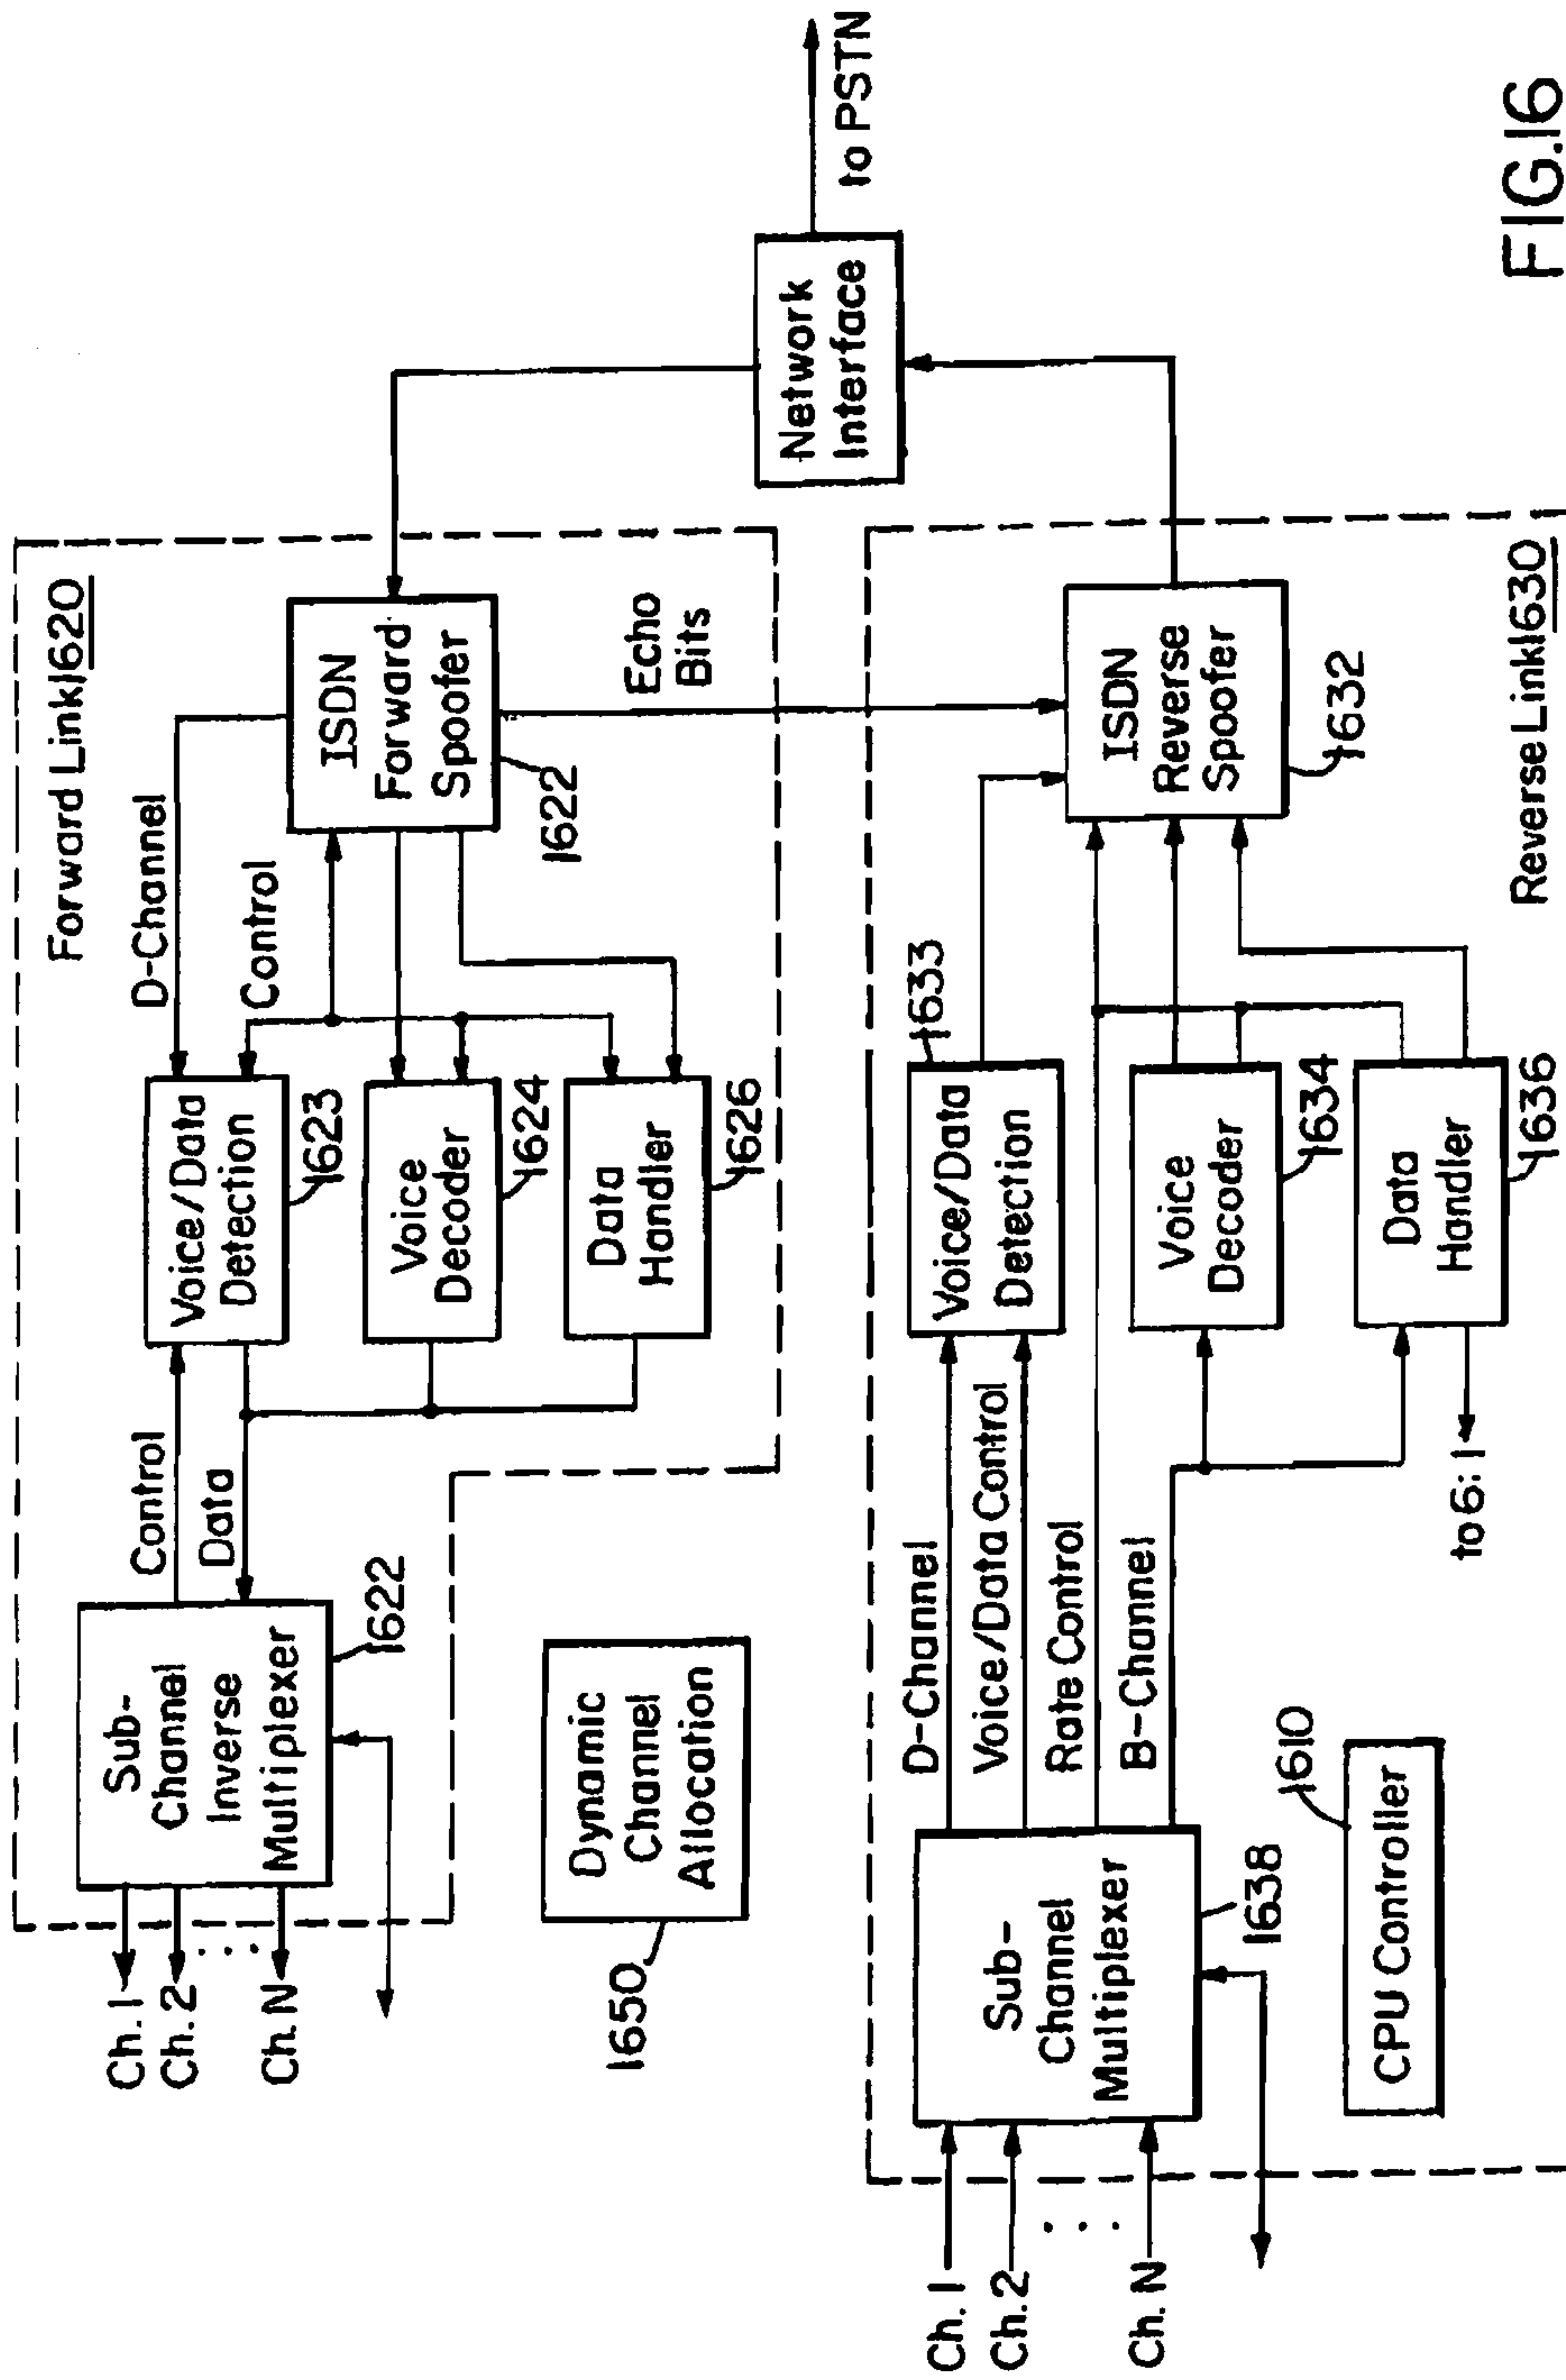 Forward Link 1620
Ch. 1
Ch. 2
Ch. N
Sub-
Channel
Inverse
Multiplexer
1622
Control
Data
Voice/Data
Detection
1623
Voice
Decoder
1624
Data
Handler
1626
D-Channel
Control
ISDN
Forward
Spoofer
1622
Echo
Bits
Network
Interface
to PSTN
Dynamic
Channel
Allocation
1650
Ch. 1
Ch. 2
Ch. N
Sub-
Channel
Multiplexer
1638
D-Channel
Voice/Data Control
Rate Control
B-Channel
Voice/Data
Detection
1633
Voice
Decoder
1634
Data
Handler
1636
to 6:1
ISDN
Reverse
Spoofer
1632
CPU Controller
1610
Reverse Link 1630
FIG.16